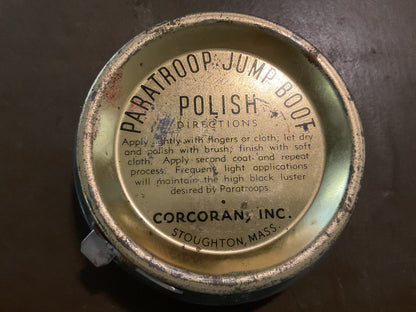 PARATROOP JUMP BOOT
POLISH
DIRECTIONS
Apply lightly with fingers or cloth; let dry
and polish with brush; finish with soft
cloth. Apply second coat and repeat
process. Frequent light applications
will maintain the high black luster
desired by Paratroops.
CORCORAN, INC.
STOUGHTON, MASS.